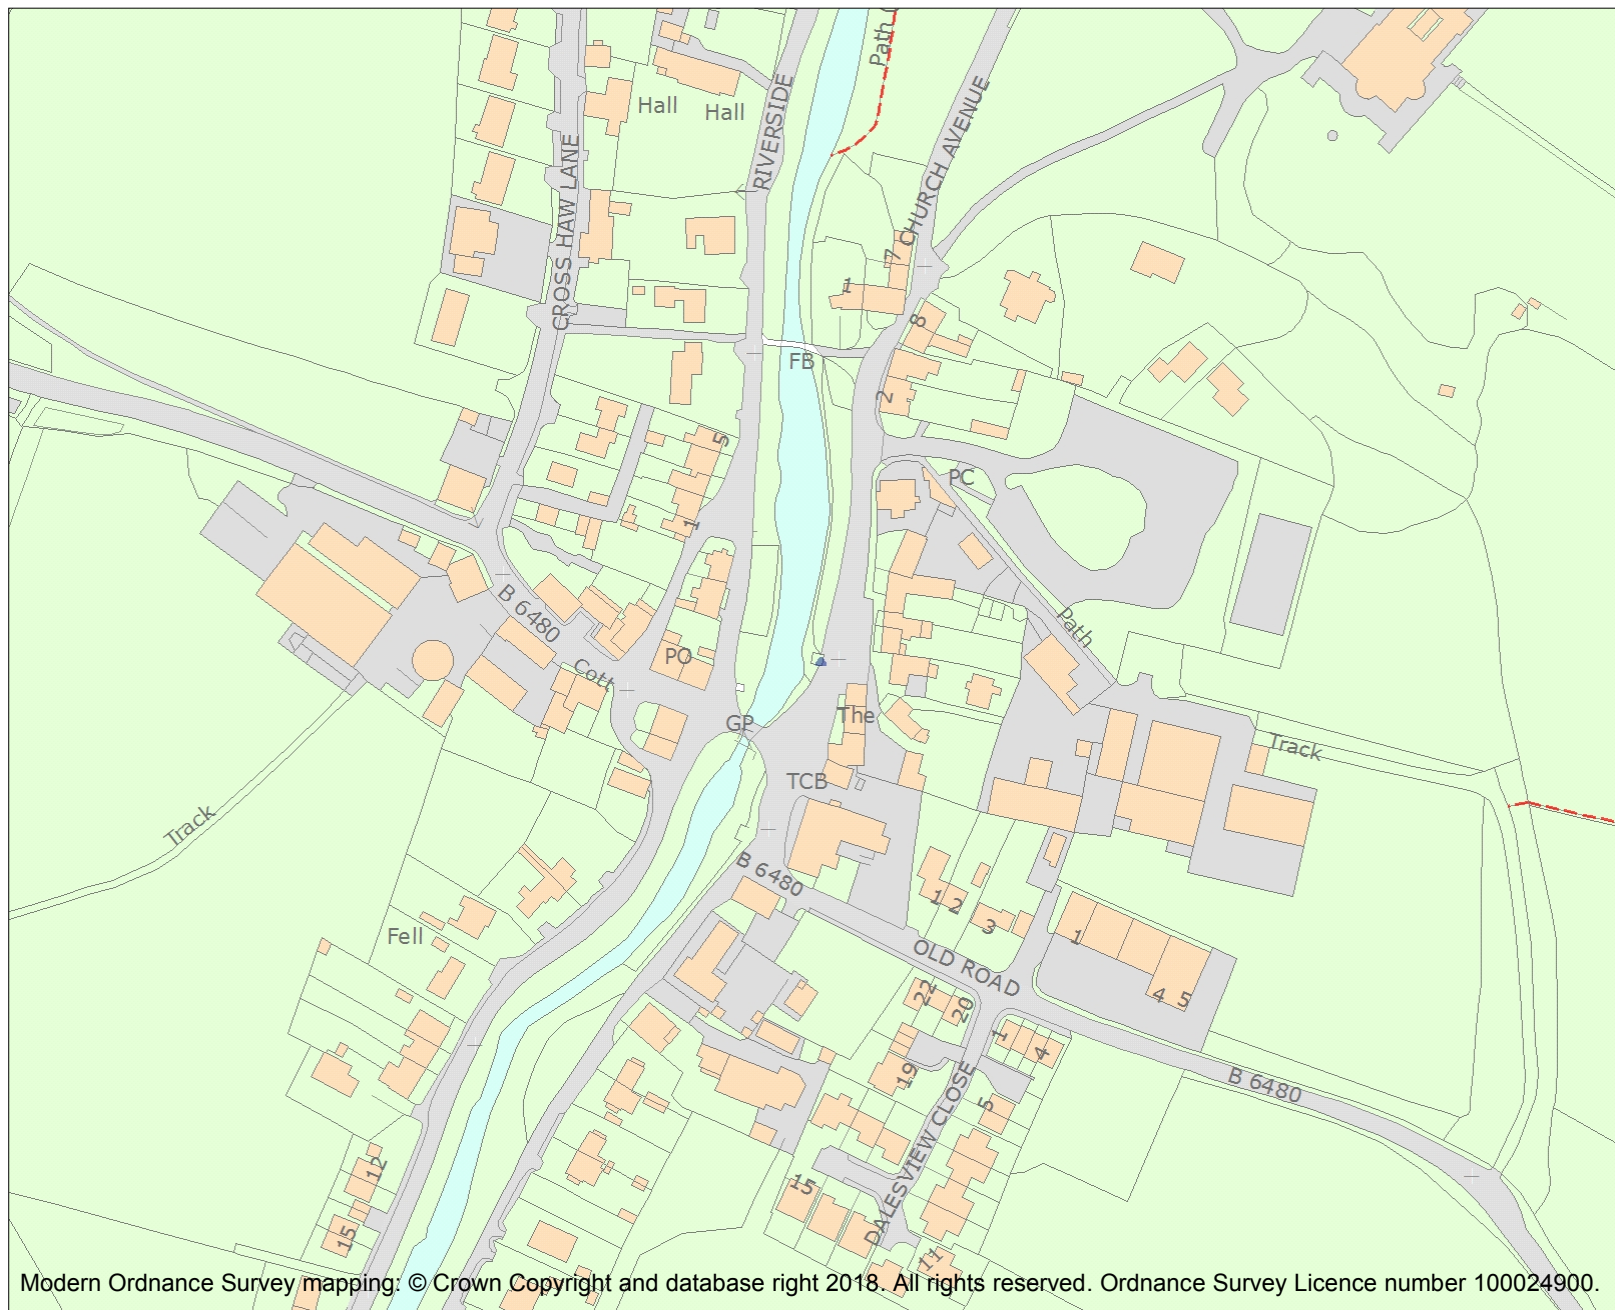 Path
Hall
Hall
RIVERSIDE
CHURCH AVENUE
CROSS HAW LANE
7
1
8
FB
2
5
PC
1
B 6480
Path
Cott
PO
The
GP
Track
TCB
Track
B 6480
1 2
3
1
Fell
OLD ROAD
4 5
22
20
1
4
19
B 6480
5
DALESVIEW CLOSE
12
15
15
11
Modern Ordnance Survey mapping: © Crown Copyright and database right 2018. All rights reserved. Ordnance Survey Licence number 100024900.